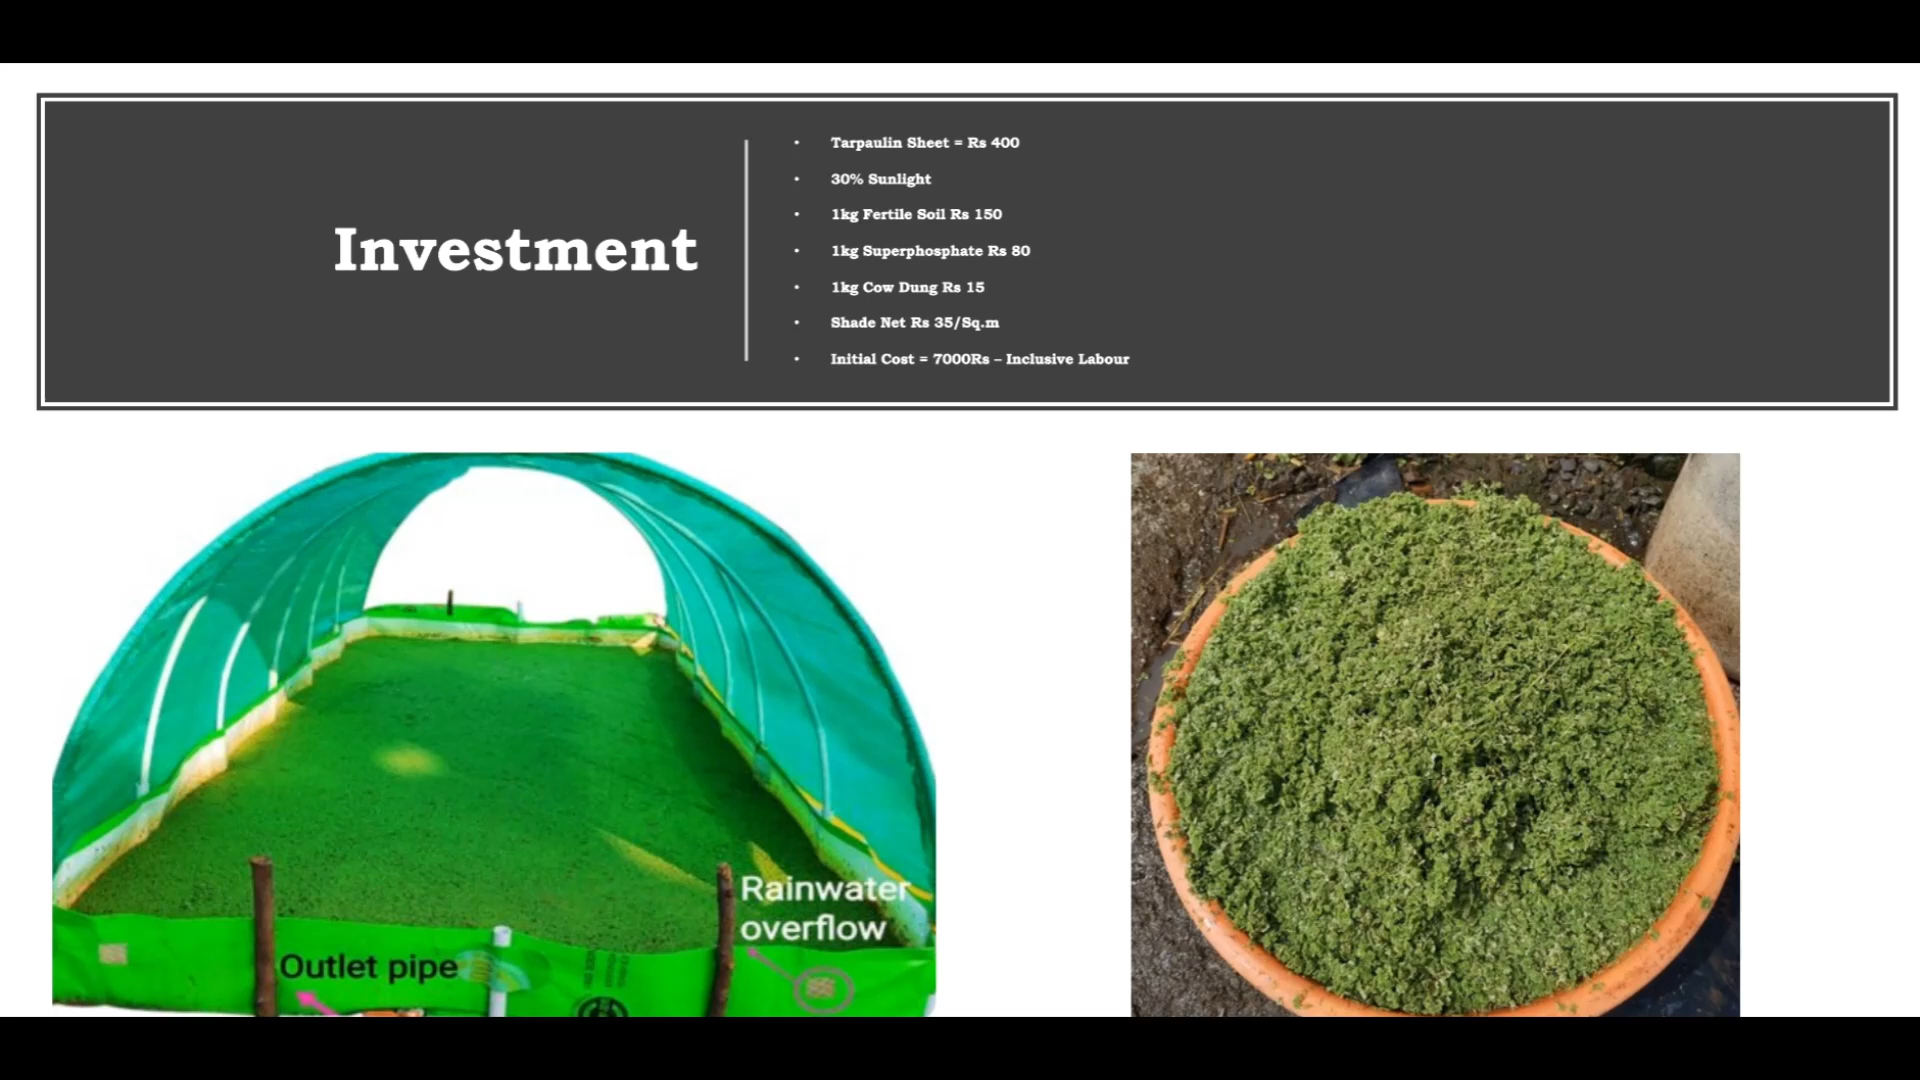 Investment
• Tarpaulin Sheet = Rs 400
• 30% Sunlight
• 1kg Fertile Soil Rs 150
• 1kg Superphosphate Rs 80
• 1kg Cow Dung Rs 15
• Shade Net Rs 35/Sq.m
• Initial Cost = 7000Rs – Inclusive Labour
Rainwater
overflow
Outlet pipe